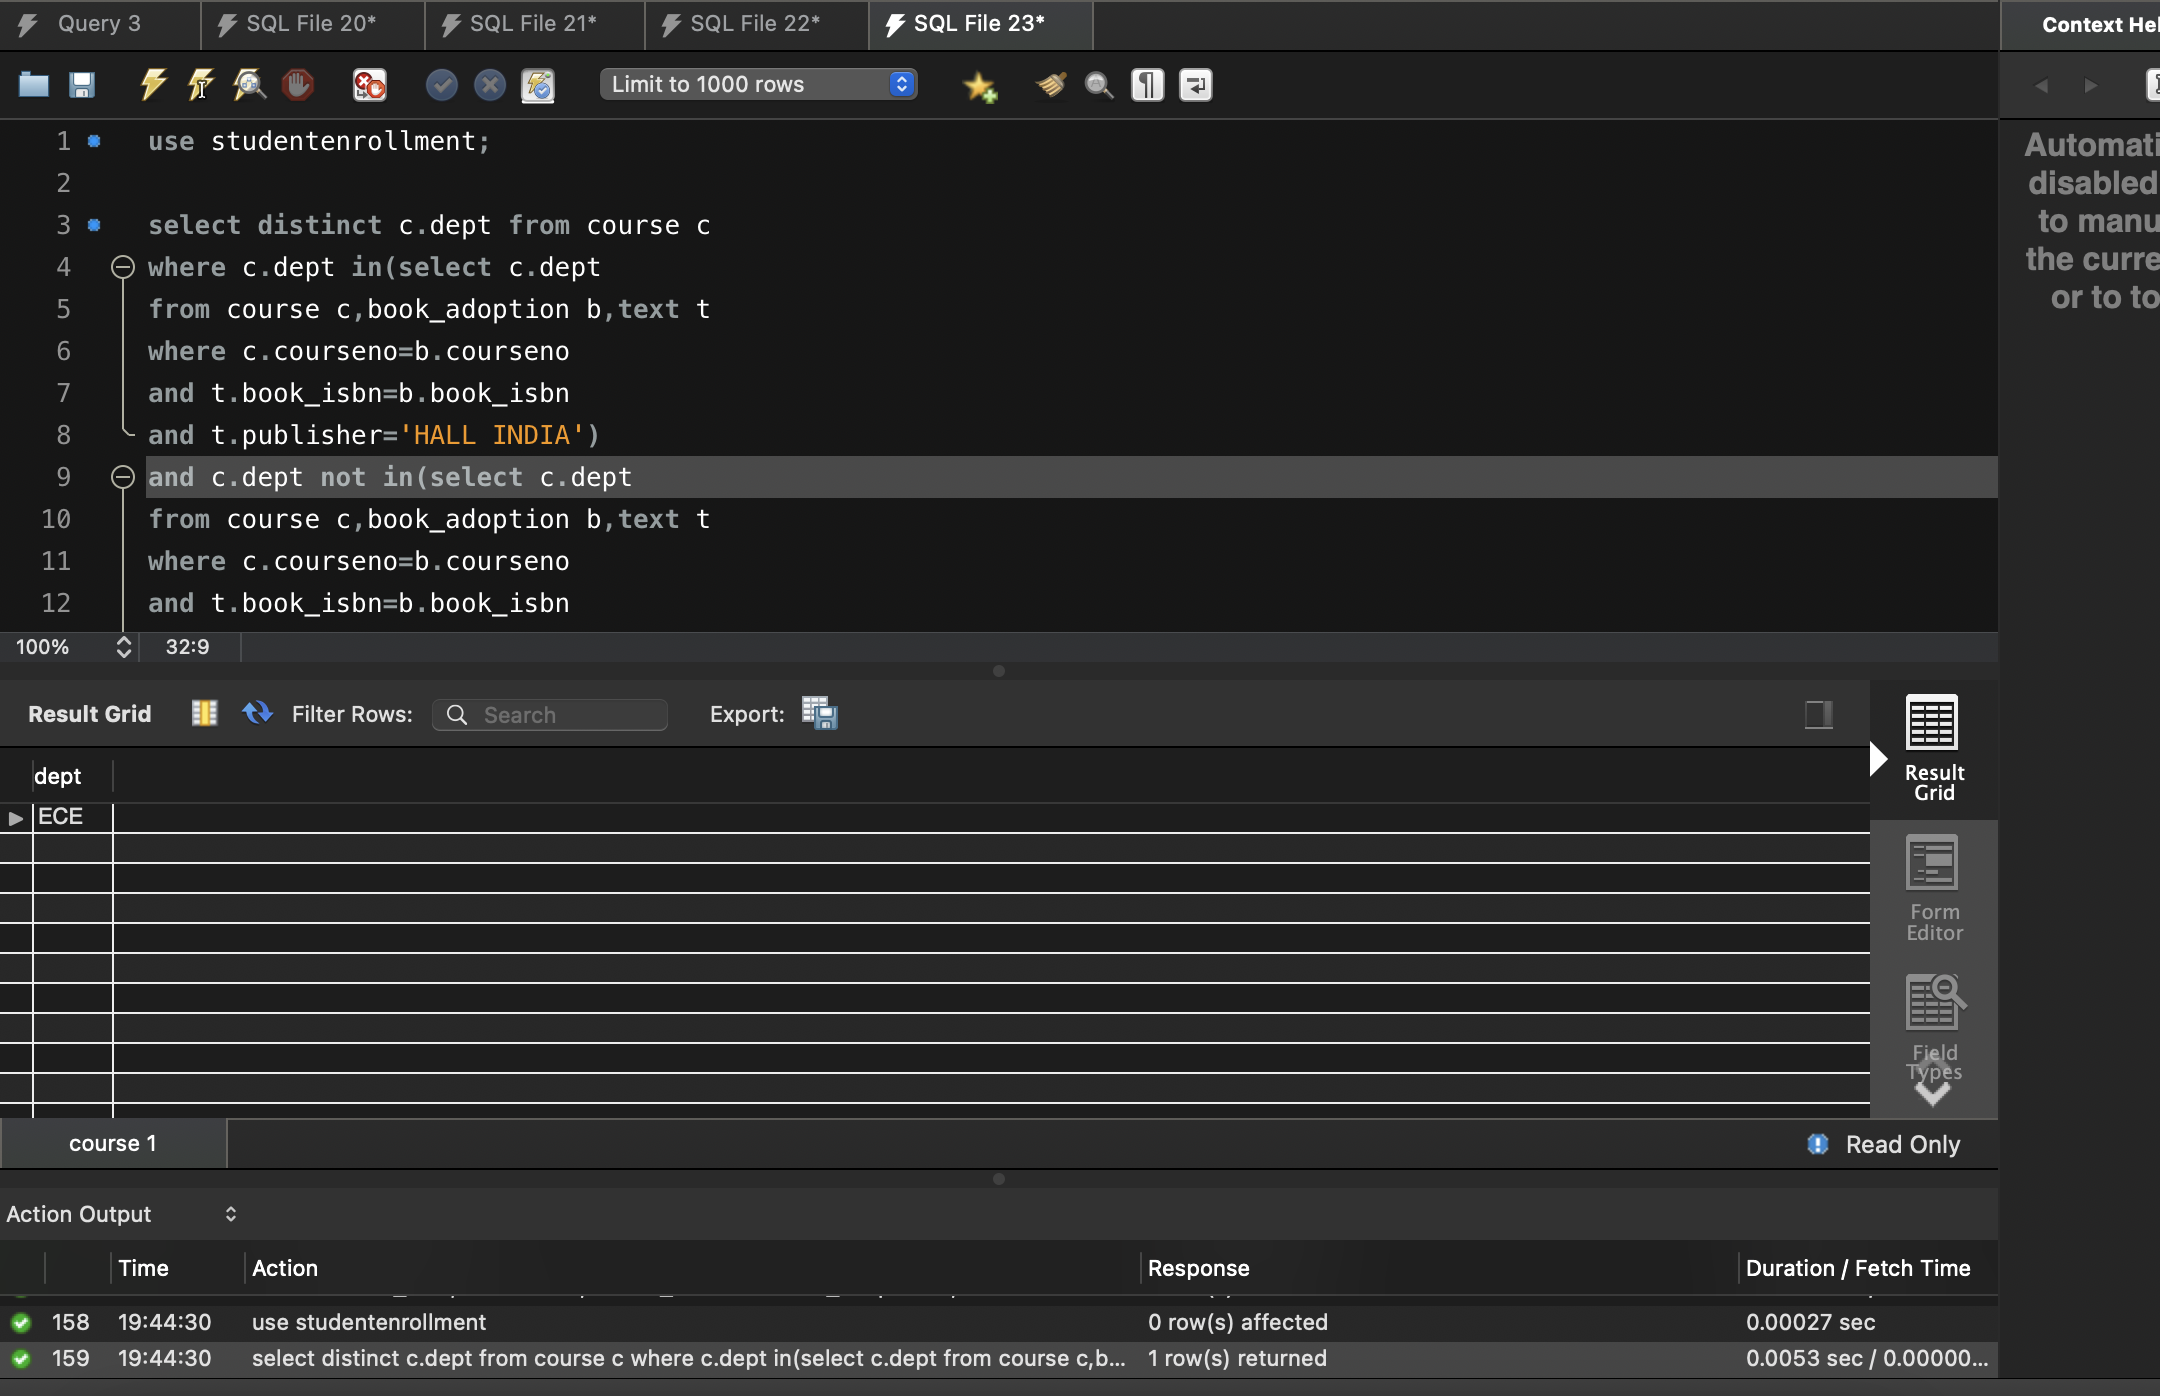 Query 3
SQL File 20*
SQL File 21*
SQL File 22*
SQL File 23*
Context Hel
Limit to 1000 rows
1 use studentenrollment;
2
3 select distinct c.dept from course c
4 where c.dept in(select c.dept
5 from course c,book_adoption b,text t
6 where c.courseno=b.courseno
7 and t.book_isbn=b.book_isbn
8 and t.publisher='HALL INDIA')
9 and c.dept not in(select c.dept
10 from course c,book_adoption b,text t
11 where c.courseno=b.courseno
12 and t.book_isbn=b.book_isbn
Automati
disabled
to manu
the curre
or to to
100% 32:9
Result Grid
Filter Rows:
Search
Export:
dept
ECE
Result
Grid
Form
Editor
Field
Types
course 1
Read Only
Action Output
Time Action Response Duration / Fetch Time
158 19:44:30 use studentenrollment 0 row(s) affected 0.00027 sec
159 19:44:30 select distinct c.dept from course c where c.dept in(select c.dept from course c,b... 1 row(s) returned 0.0053 sec / 0.00000...